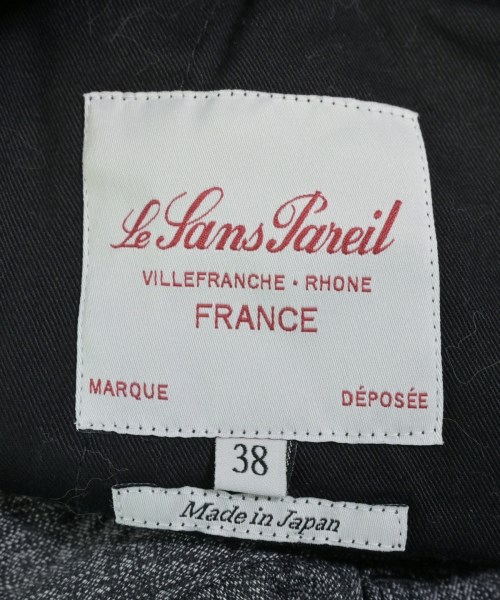 Le Sans Pareil
VILLEFRANCHE · RHONE
FRANCE
MARQUE DÉPOSÉE
38
Made in Japan